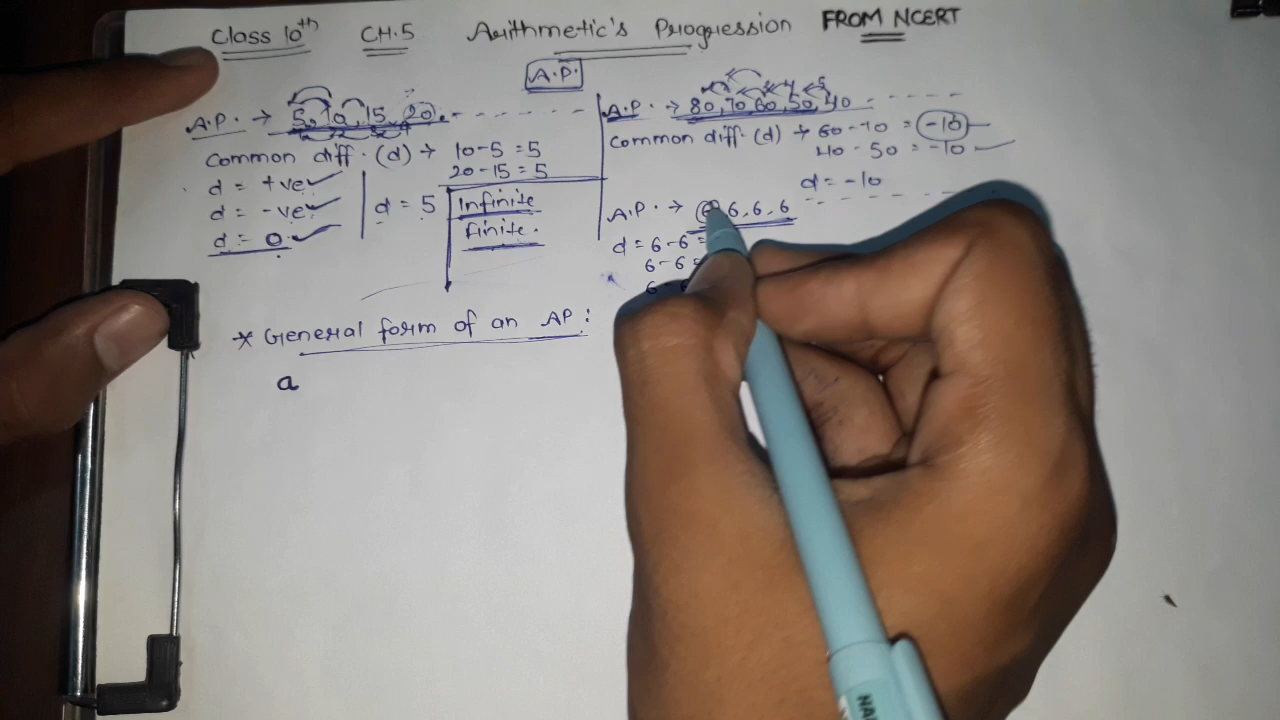 Class 10th CH.5 Arithmetic's Progression FROM NCERT
A.P.
A.P. → 5, 10, 15, 20. - - - - - -
Common diff. (d) → 10-5 = 5
20-15 = 5
d = +ve ✓
d = -ve ✓
d = 0 ✓
d = 5
Infinite
finite.
A.P. → 80, 70, 60, 50, 40 - - - - -
Common diff. (d) → 60-70 = -10
40 - 50 = -10
d = -10
A.P. → 6, 6, 6, 6 - - - - -
d = 6-6 =
6-6
* General form of an AP:
a